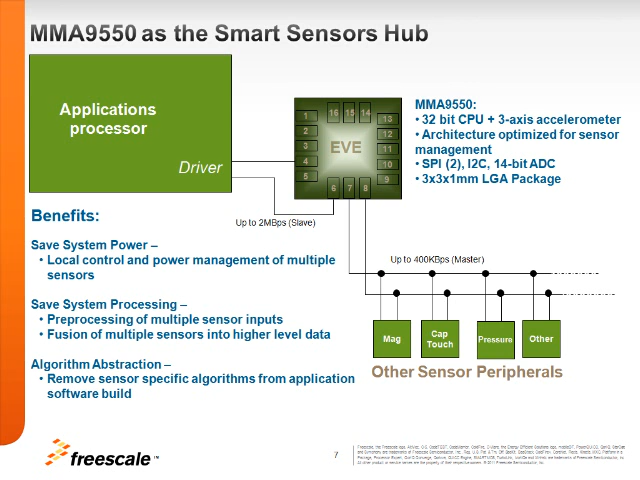 MMA9550 as the Smart Sensors Hub
Applications
processor
Driver
1
2
3
4
5
16 15 14
EVE
13
12
11
10
9
6 7 8
MMA9550:
• 32 bit CPU + 3-axis accelerometer
• Architecture optimized for sensor
management
• SPI (2), I2C, 14-bit ADC
• 3x3x1mm LGA Package
Up to 2MBps (Slave)
Up to 400KBps (Master)
Benefits:
Save System Power –
• Local control and power management of multiple
sensors
Save System Processing –
• Preprocessing of multiple sensor inputs
• Fusion of multiple sensors into higher level data
Algorithm Abstraction –
• Remove sensor specific algorithms from application
software build
Mag
Cap
Touch
Pressure
Other
Other Sensor Peripherals
freescale™
7